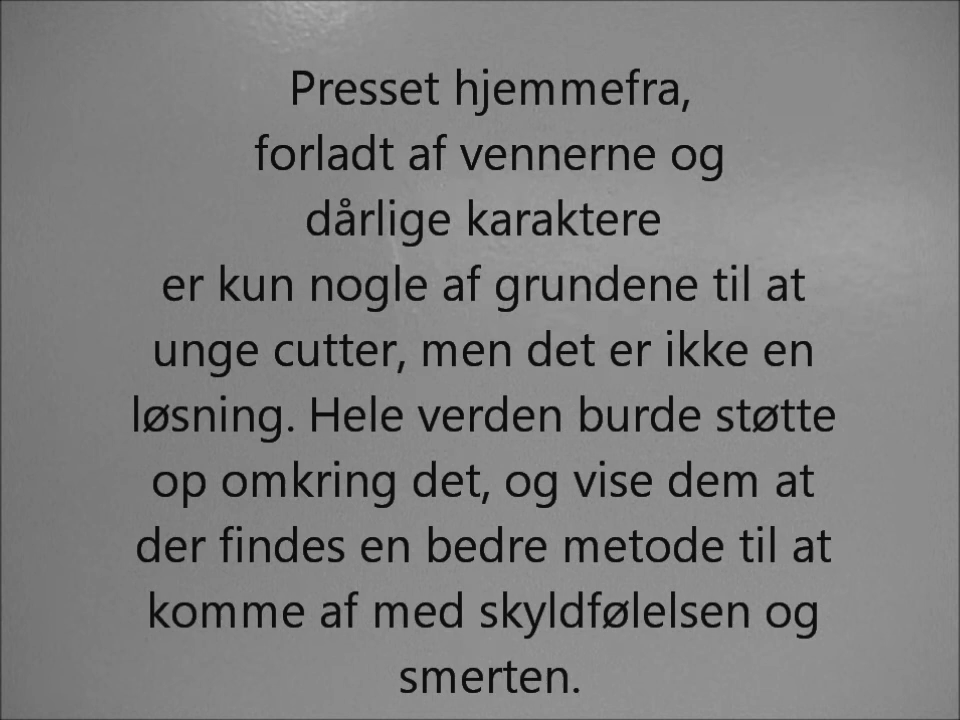 Presset hjemmefra,
forladt af vennerne og
dårlige karaktere
er kun nogle af grundene til at
unge cutter, men det er ikke en
løsning. Hele verden burde støtte
op omkring det, og vise dem at
der findes en bedre metode til at
komme af med skyldfølelsen og
smerten.